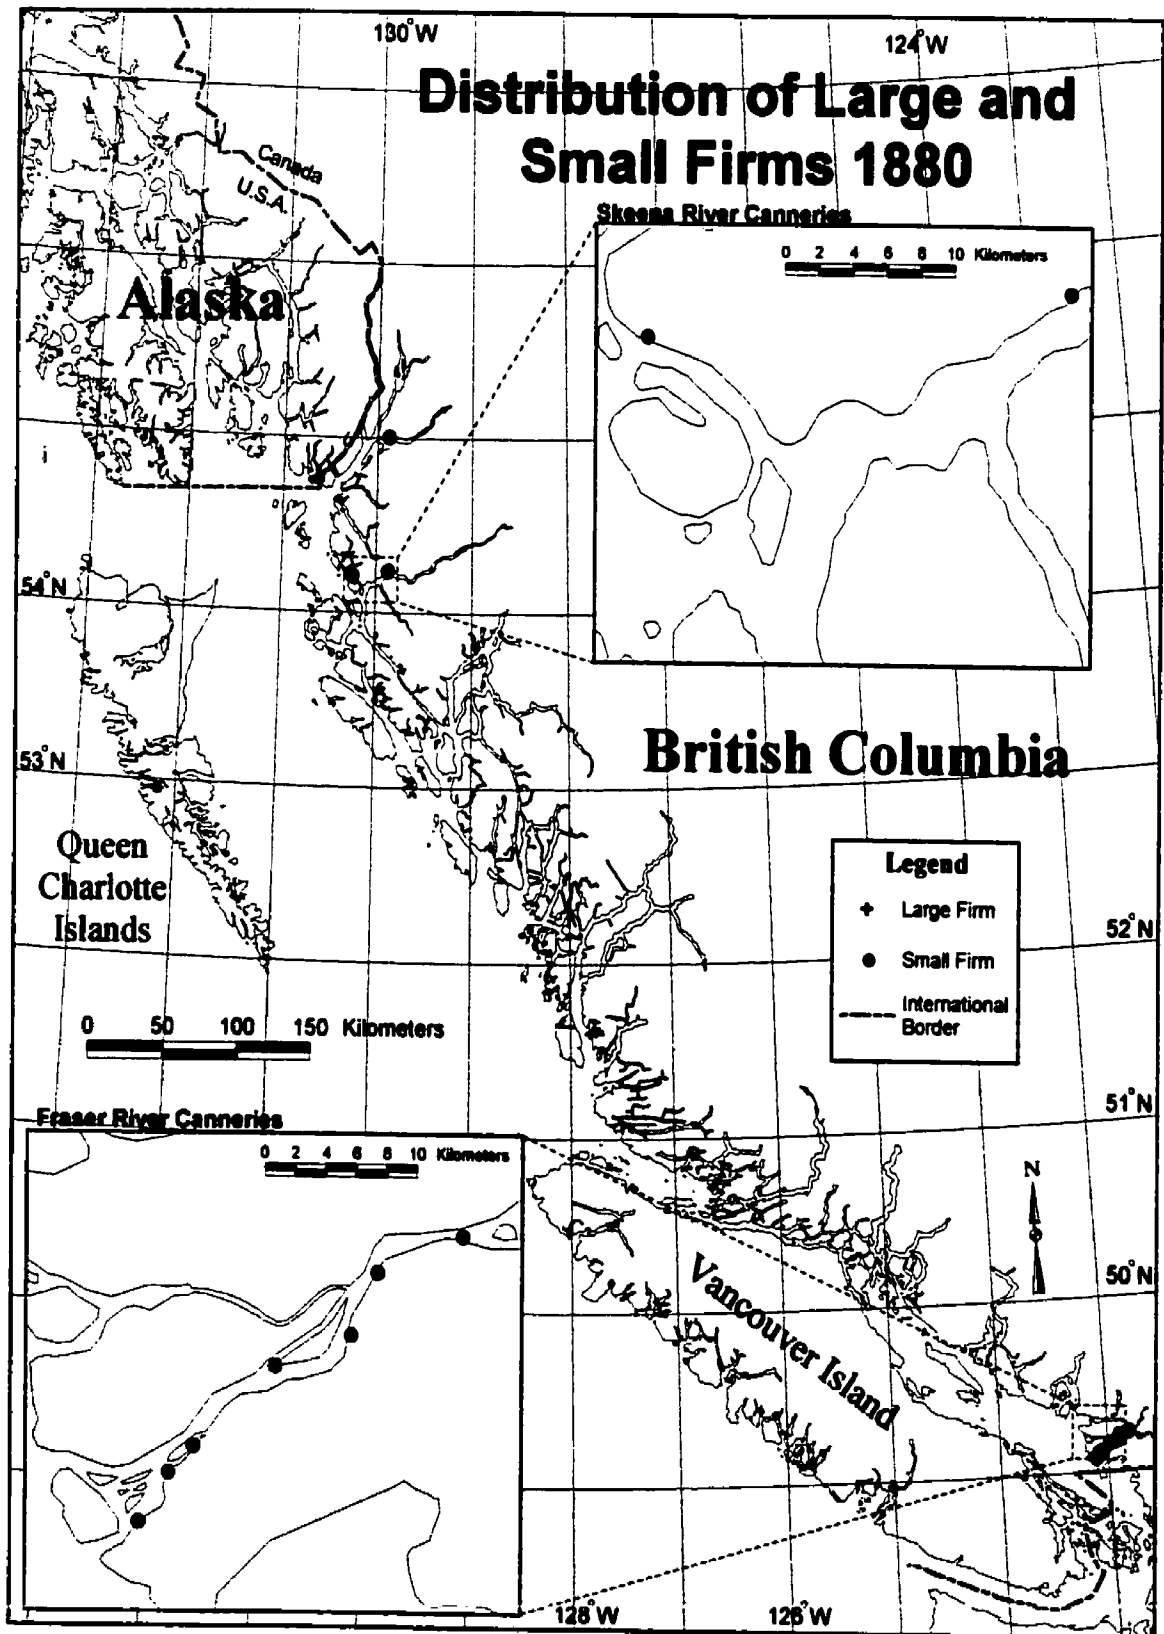 130°W
124°W
Distribution of Large and
Small Firms 1880
Canada
U.S.A.
Skeena River Canneries
0 2 4 6 8 10 Kilometers
Alaska
54°N
53°N
British Columbia
Queen
Charlotte
Islands
Legend
Large Firm
Small Firm
International
Border
52°N
0 50 100 150 Kilometers
51°N
Fraser River Canneries
0 2 4 6 8 10 Kilometers
N
50°N
Vancouver Island
128°W
126°W